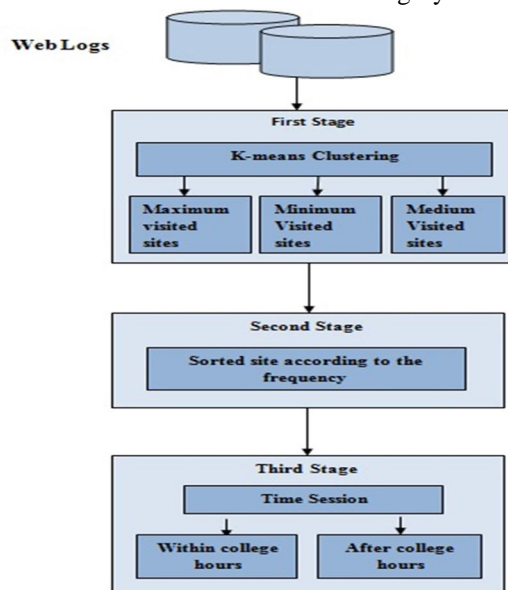 Web Logs
First Stage
K-means Clustering
Maximum
visited
sites
Minimum
Visited
sites
Medium
Visited
sites
Second Stage
Sorted site according to the
frequency
Third Stage
Time Session
Within college
hours
After college
hours